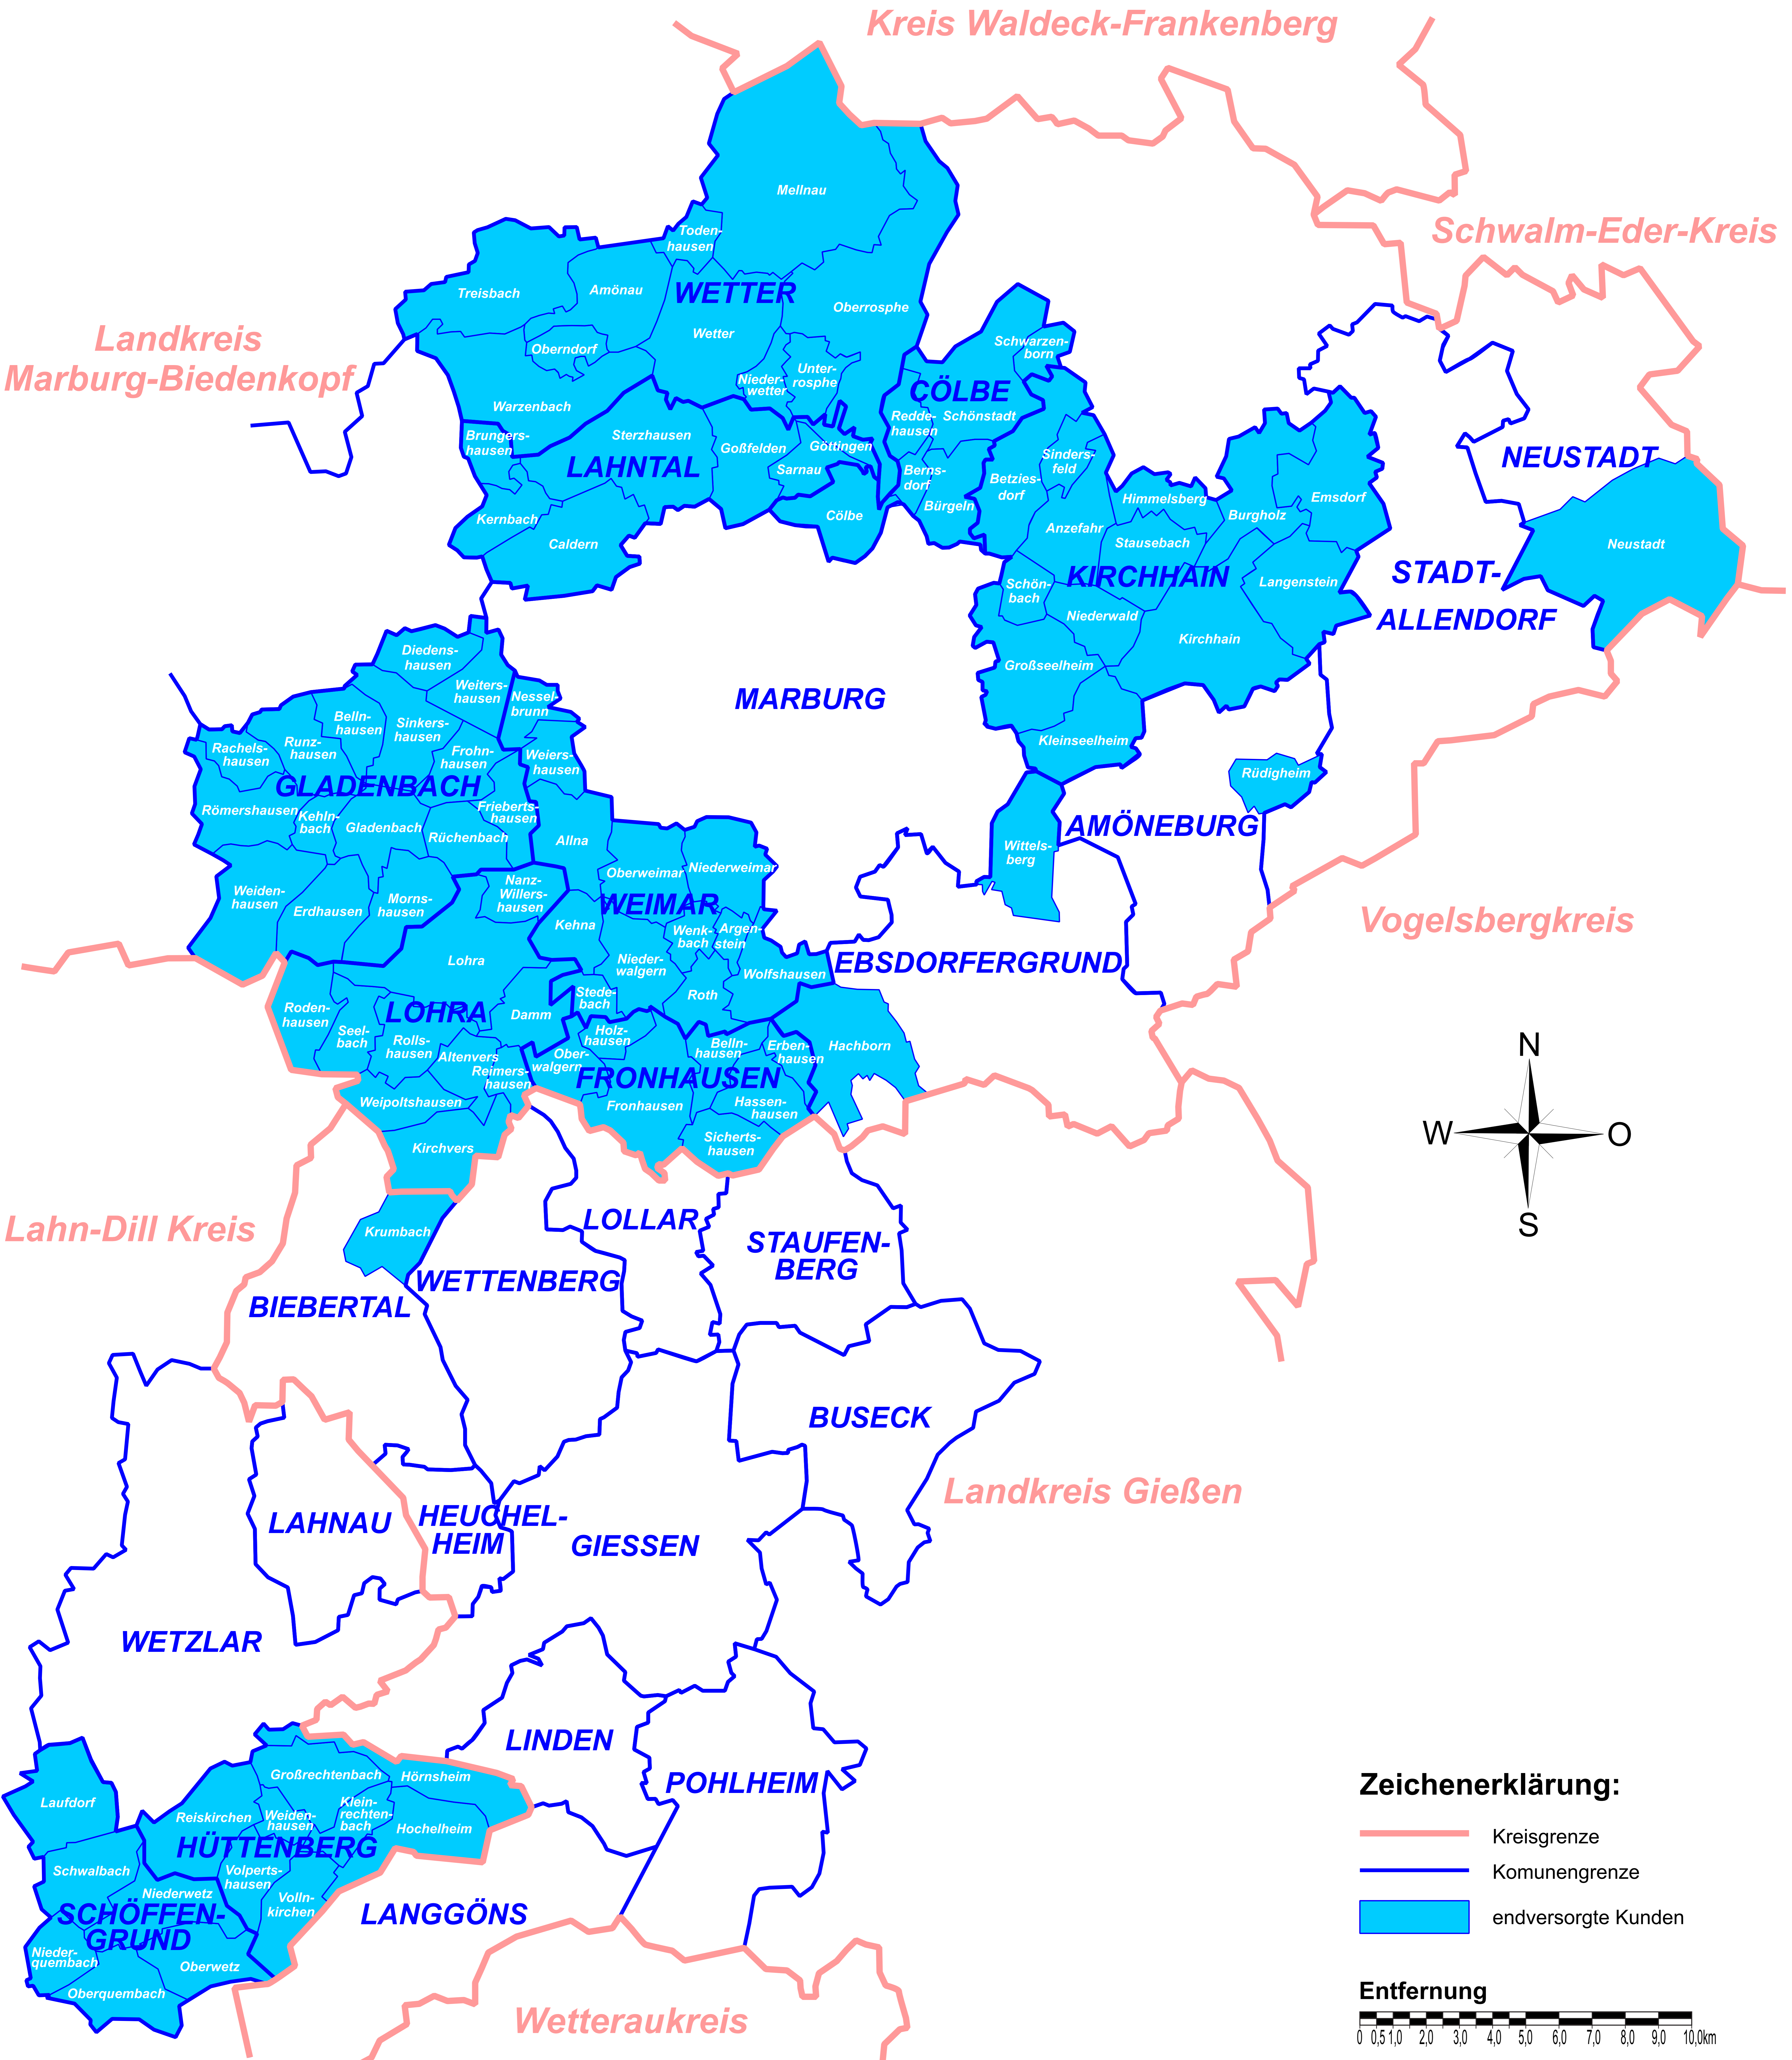 Kreis Waldeck-Frankenberg
Schwalm-Eder-Kreis
Landkreis
Marburg-Biedenkopf
Mellnau
Toden-
hausen
Treisbach
Amönau
WETTER
Oberrosphe
Wetter
Oberndorf
Unter-
rosphe
Nieder-
wetter
Warzenbach
Schwarzen-
born
CÖLBE
Redde-
hausen
Schönstadt
Berns-
dorf
Bürgeln
Cölbe
Brungers-
hausen
Sterzhausen
LAHNTAL
Goßfelden
Göttingen
Sarnau
Kernbach
Caldern
Sinders-
feld
Betzies-
dorf
Himmelsberg
Anzefahr
Stausebach
Burgholz
Emsdorf
KIRCHHAIN
Langenstein
Schön-
bach
Niederwald
Kirchhain
Großseelheim
Kleinseelheim
NEUSTADT
Neustadt
STADT-
ALLENDORF
MARBURG
Rüdigheim
AMÖNEBURG
Wittels-
berg
Vogelsbergkreis
EBSDORFERGRUND
Hachborn
Diedens-
hausen
Weiters-
hausen
Nessel-
brunn
Belln-
hausen
Sinkers-
hausen
Runz-
hausen
Rachels-
hausen
Frohn-
hausen
Weiers-
hausen
GLADENBACH
Römershausen
Kehln-
bach
Gladenbach
Frieberts-
hausen
Rüchenbach
Allna
Weiden-
hausen
Erdhausen
Morns-
hausen
Nanz-
Willers-
hausen
Oberweimar
Niederweimar
WEIMAR
Kehna
Wenk-
bach
Argen-
stein
Nieder-
walgern
Wolfshausen
Roth
Stede-
bach
Lohra
LOHRA
Damm
Roden-
hausen
Seel-
bach
Rolls-
hausen
Altenvers
Reimers-
hausen
Weipoltshausen
Kirchvers
Holz-
hausen
Ober-
walgern
Belln-
hausen
Erben-
hausen
FRONHAUSEN
Fronhausen
Hassen-
hausen
Sicherts-
hausen
N
W
O
S
Lahn-Dill Kreis
Krumbach
BIEBERTAL
WETTENBERG
LOLLAR
STAUFEN-
BERG
BUSECK
Landkreis Gießen
LAHNAU
HEUCHEL-
HEIM
GIESSEN
WETZLAR
LINDEN
POHLHEIM
LANGGÖNS
Wetteraukreis
Laufdorf
Großrechtenbach
Hörnsheim
Reiskirchen
Weiden-
hausen
Klein-
rechten-
bach
Hochelheim
HÜTTENBERG
Schwalbach
Volperts-
hausen
Niederwetz
Volln-
kirchen
SCHÖFFEN-
GRUND
Nieder-
quembach
Oberwetz
Oberquembach
Zeichenerklärung:
Kreisgrenze
Komunengrenze
endversorgte Kunden
Entfernung
0 0,5 1,0 2,0 3,0 4,0 5,0 6,0 7,0 8,0 9,0 10,0km